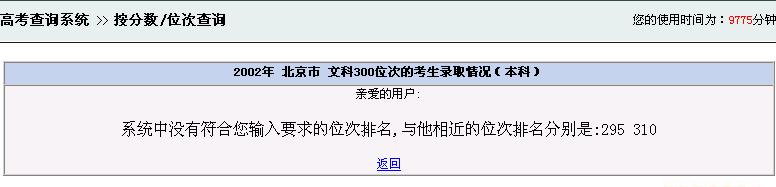 高考查询系统 >> 按分数/位次查询
您的使用时间为：9775分钟
2002年 北京市 文科300位次的考生录取情况（本科）
亲爱的用户:
系统中没有符合您输入要求的位次排名,与他相近的位次排名分别是:295 310
返回